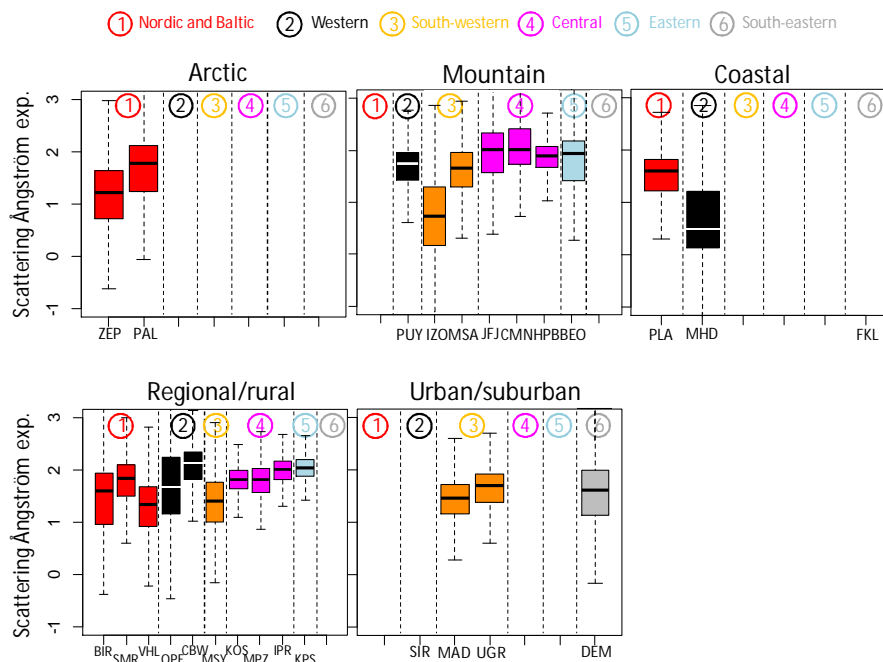 1 Nordic and Baltic 2 Western 3 South-western 4 Central 5 Eastern 6 South-eastern
Arctic Mountain Coastal
Scattering Ångström exp.
3
2
1
0
-1
1 2 3 4 5 6
1 2 3 4 5 6
1 2 3 4 5 6
ZEP PAL
PUY IZO MSA JFJ CMN HPB BEO
PLA MHD FKL
Regional/rural Urban/suburban
Scattering Ångström exp.
3
2
1
0
-1
1 2 3 4 5 6
1 2 3 4 5 6
BIR SMR VHL OPE CBW MSY KOS MPZ IPR KPS
SIR MAD UGR DEM